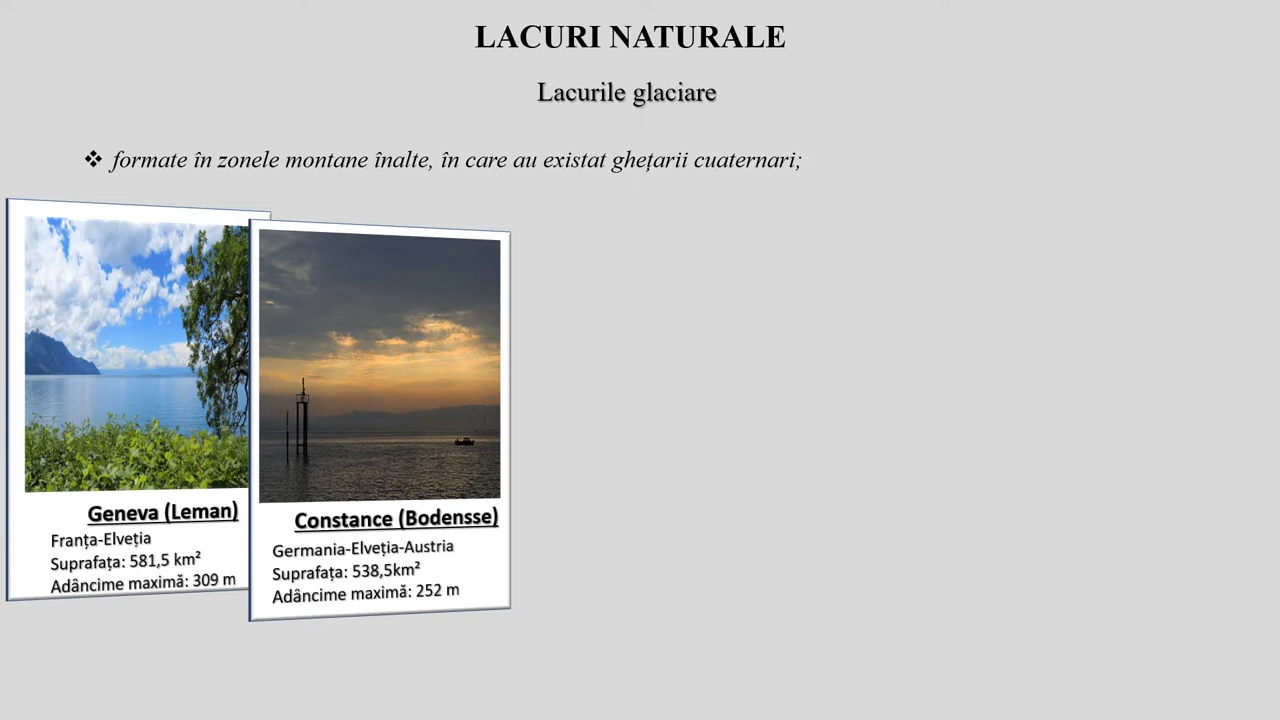 LACURI NATURALE
Lacurile glaciare
❖ formate în zonele montane înalte, în care au existat ghețarii cuaternari;
Geneva (Leman)
Franța-Elveția
Suprafața: 581,5 km²
Adâncime maximă: 309 m
Constance (Bodensse)
Germania-Elveția-Austria
Suprafața: 538,5km²
Adâncime maximă: 252 m